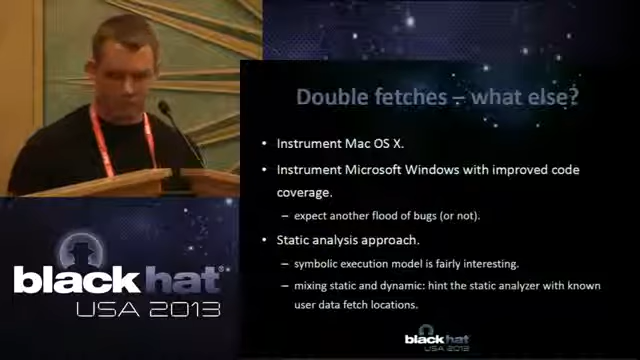 Double fetches – what else?
• Instrument Mac OS X.
• Instrument Microsoft Windows with improved code
coverage.
– expect another flood of bugs (or not).
• Static analysis approach.
– symbolic execution model is fairly interesting.
– mixing static and dynamic: hint the static analyzer with known
user data fetch locations.
black hat®
USA 2013
black hat®
USA 2013